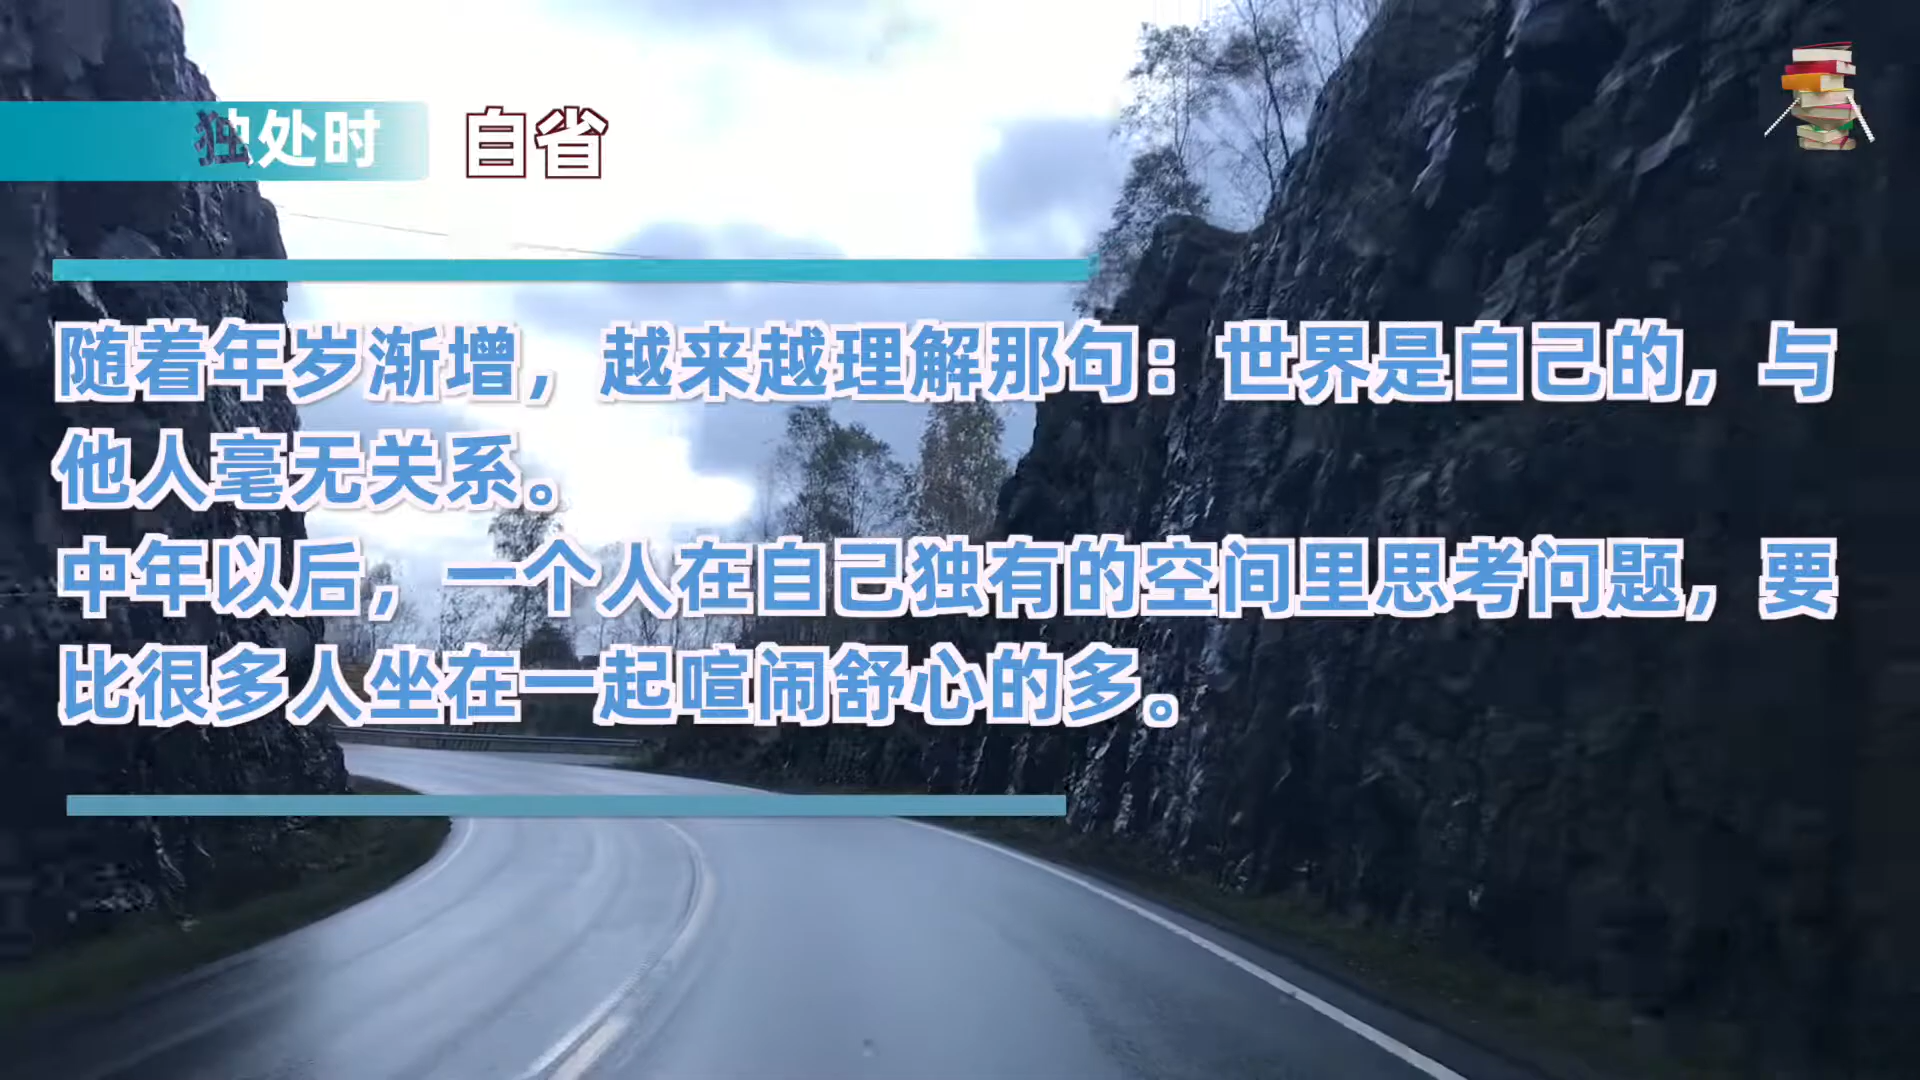 独处时 自省
随着年岁渐增，越来越理解那句：世界是自己的，与
他人毫无关系。
中年以后，一个人在自己独有的空间里思考问题，要
比很多人坐在一起喧闹舒心的多。